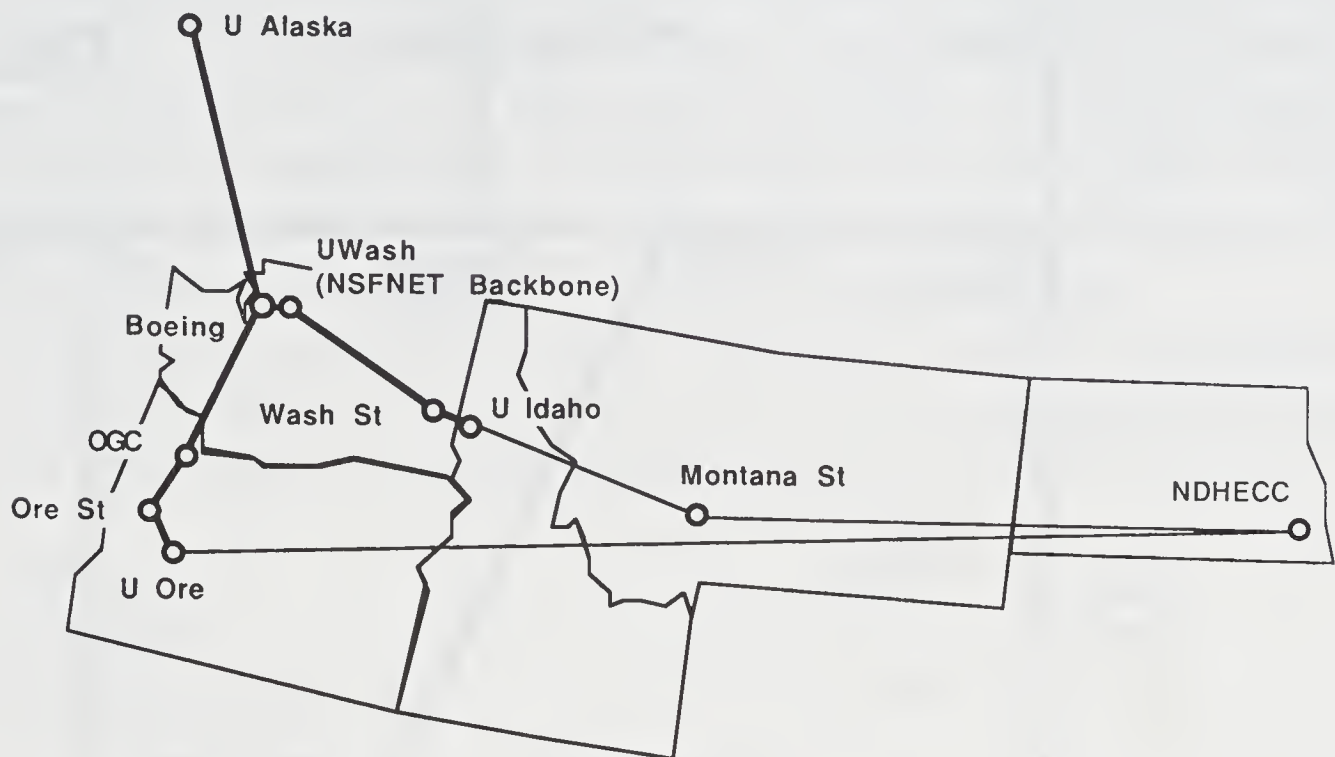 U Alaska
UWash
(NSFNET Backbone)
Boeing
U Idaho
Wash St
OGC
Montana St
NDHECC
Ore St
U Ore